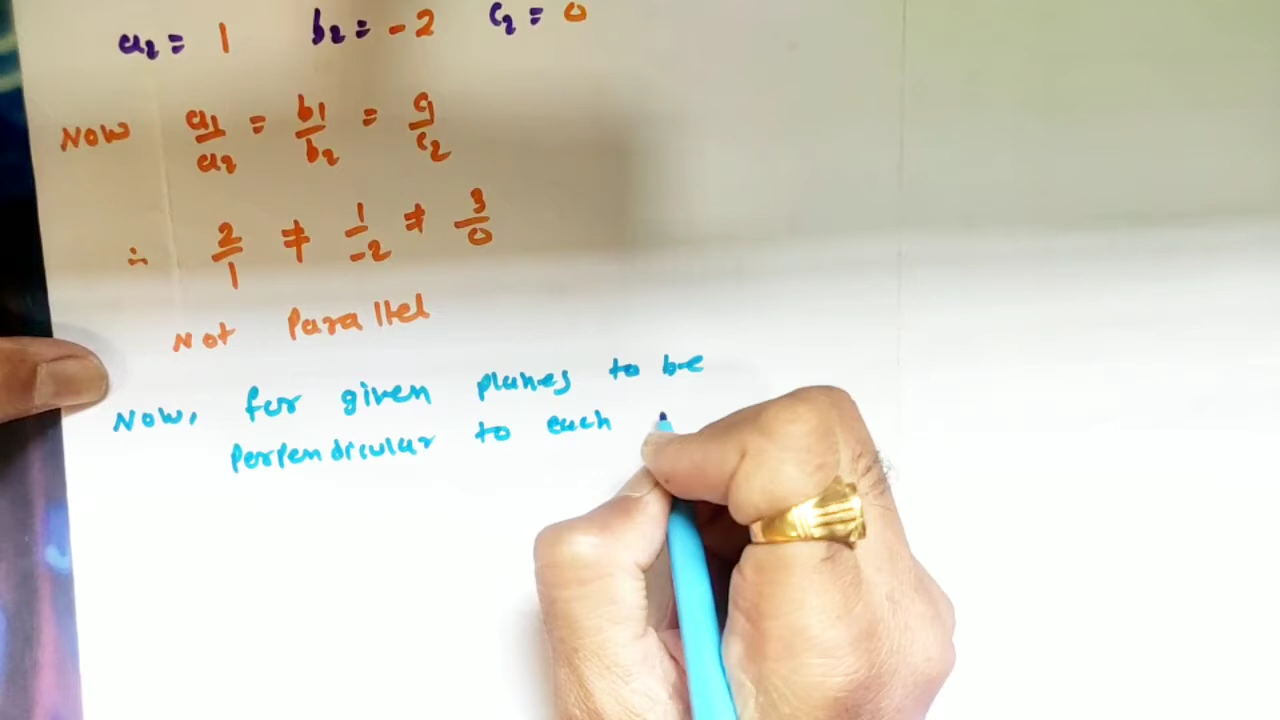 a2 = 1 b2 = -2 c2 = 0
Now a1/a2 = b1/b2 = c1/c2
∴ 2/1 ≠ 1/-2 ≠ 3/0
Not Parallel
Now, for given planes to be
Perpendicular to each